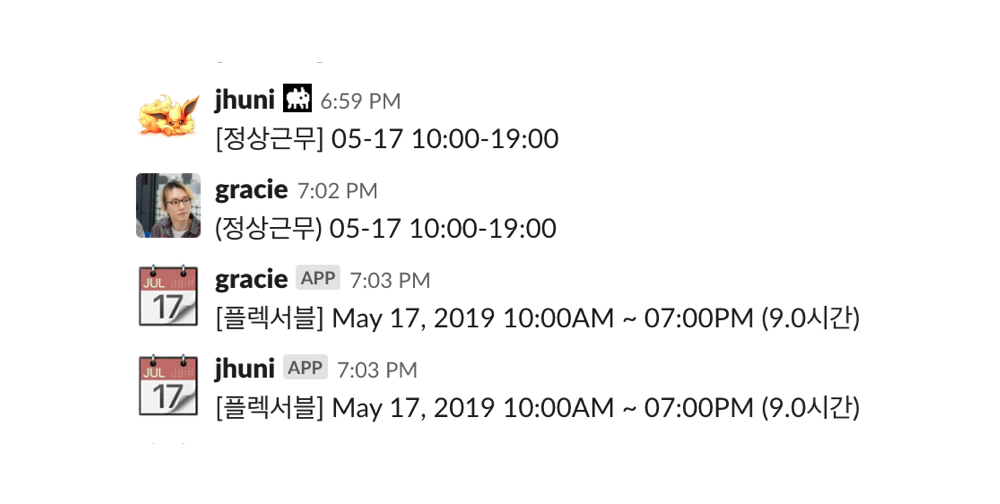 jhuni 6:59 PM
[정상근무] 05-17 10:00-19:00
gracie 7:02 PM
(정상근무) 05-17 10:00-19:00
JUL
17
gracie APP 7:03 PM
[플렉서블] May 17, 2019 10:00AM ~ 07:00PM (9.0시간)
JUL
17
jhuni APP 7:03 PM
[플렉서블] May 17, 2019 10:00AM ~ 07:00PM (9.0시간)